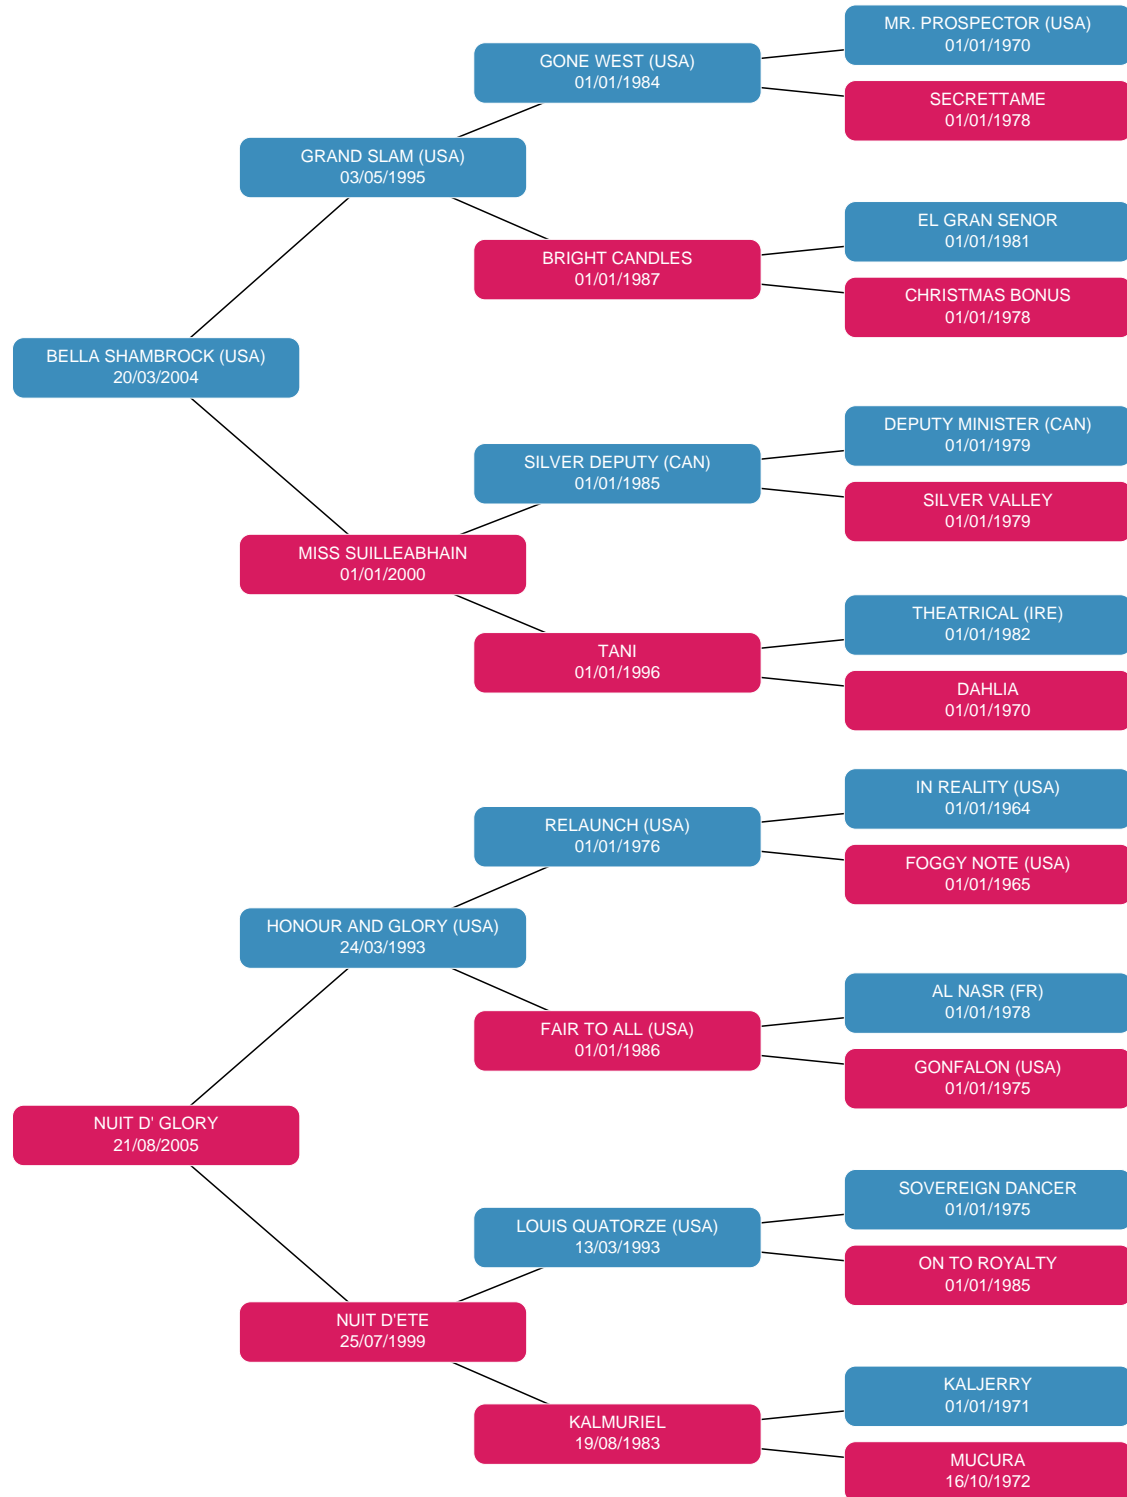 MR. PROSPECTOR (USA)
01/01/1970
GONE WEST (USA)
01/01/1984
SECRETTAME
01/01/1978
GRAND SLAM (USA)
03/05/1995
EL GRAN SENOR
01/01/1981
BRIGHT CANDLES
01/01/1987
CHRISTMAS BONUS
01/01/1978
BELLA SHAMBROCK (USA)
20/03/2004
DEPUTY MINISTER (CAN)
01/01/1979
SILVER DEPUTY (CAN)
01/01/1985
SILVER VALLEY
01/01/1979
MISS SUILLEABHAIN
01/01/2000
THEATRICAL (IRE)
01/01/1982
TANI
01/01/1996
DAHLIA
01/01/1970
IN REALITY (USA)
01/01/1964
RELAUNCH (USA)
01/01/1976
FOGGY NOTE (USA)
01/01/1965
HONOUR AND GLORY (USA)
24/03/1993
AL NASR (FR)
01/01/1978
FAIR TO ALL (USA)
01/01/1986
GONFALON (USA)
01/01/1975
NUIT D' GLORY
21/08/2005
SOVEREIGN DANCER
01/01/1975
LOUIS QUATORZE (USA)
13/03/1993
ON TO ROYALTY
01/01/1985
NUIT D'ETE
25/07/1999
KALJERRY
01/01/1971
KALMURIEL
19/08/1983
MUCURA
16/10/1972